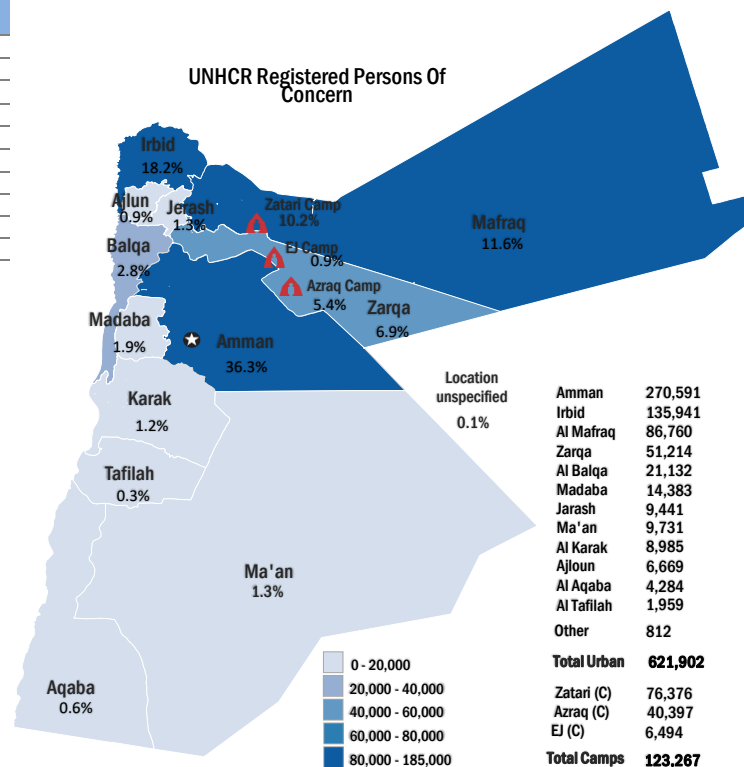 UNHCR Registered Persons Of
Concern
Irbid
18.2%
Ajlun
0.9%
Jerash
1.3%
Zatari Camp
10.2%
Mafraq
11.6%
Balqa
2.8%
EJ Camp
0.9%
Azraq Camp
5.4%
Zarqa
6.9%
Madaba
1.9%
Amman
36.3%
Karak
1.2%
Location
unspecified
0.1%
Tafilah
0.3%
Ma'an
1.3%
Aqaba
0.6%
0 - 20,000
20,000 - 40,000
40,000 - 60,000
60,000 - 80,000
80,000 - 185,000
Amman 270,591
Irbid 135,941
Al Mafraq 86,760
Zarqa 51,214
Al Balqa 21,132
Madaba 14,383
Jarash 9,441
Ma'an 9,731
Al Karak 8,985
Ajloun 6,669
Al Aqaba 4,284
Al Tafilah 1,959
Other 812
Total Urban 621,902
Zatari (C) 76,376
Azraq (C) 40,397
EJ (C) 6,494
Total Camps 123,267